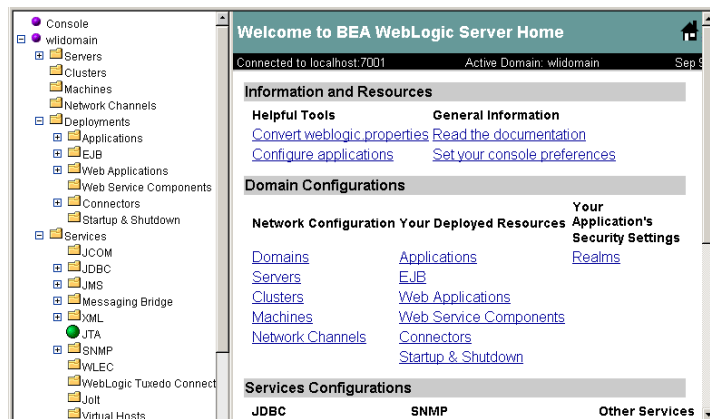 Console
wlidomain
Servers
Clusters
Machines
Network Channels
Deployments
Applications
EJB
Web Applications
Web Service Components
Connectors
Startup & Shutdown
Services
JCOM
JDBC
JMS
Messaging Bridge
XML
JTA
SNMP
WLEC
WebLogic Tuxedo Connect
Jolt
Virtual Hosts
Welcome to BEA WebLogic Server Home
Connected to localhost:7001 Active Domain: wlidomain Sep 9
Information and Resources
Helpful Tools General Information
Convert weblogic.properties Read the documentation
Configure applications Set your console preferences
Domain Configurations
Network Configuration Your Deployed Resources Your Application's Security Settings
Domains Applications Realms
Servers EJB
Clusters Web Applications
Machines Web Service Components
Network Channels Connectors
Startup & Shutdown
Services Configurations
JDBC SNMP Other Services